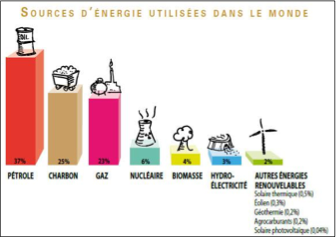 SOURCES D'ÉNERGIE UTILISÉES DANS LE MONDE
OIL
37% 25% 23% 6% 4% 3% 2%
PÉTROLE CHARBON GAZ NUCLÉAIRE BIOMASSE HYDRO-
ÉLECTRICITÉ
AUTRES ÉNERGIES
RENOUVELABLES
Solaire thermique (0,5%)
Éolien (0,3%)
Géothermie (0,2%)
Agrocarburants (0,2%)
Solaire photovoltaïque (0,04%)